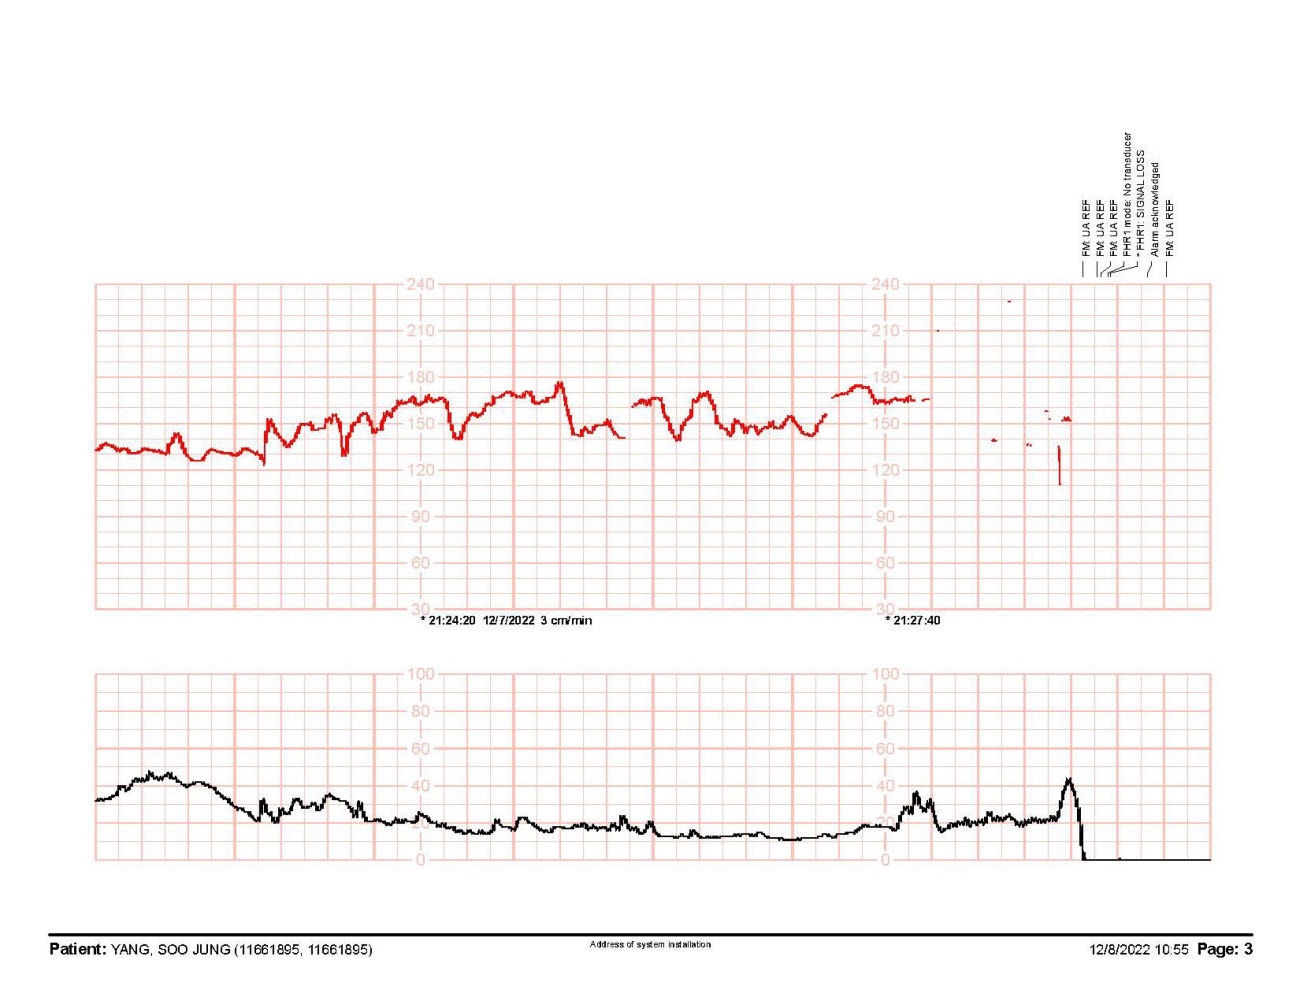 FM: UA REF
FM: UA REF
FM: UA REF
FHR1 mode: No transducer
* FHR1: SIGNAL LOSS
Alarm acknowledged
FM: UA REF
240 240
210 210
180 180
150 150
120 120
90 90
60 60
30 30
* 21:24:20 12/7/2022 3 cm/min * 21:27:40
100 100
80 80
60 60
40 40
20 20
0 0
Patient: YANG, SOO JUNG (11661895, 11661895) Address of system installation 12/8/2022 10:55 Page: 3